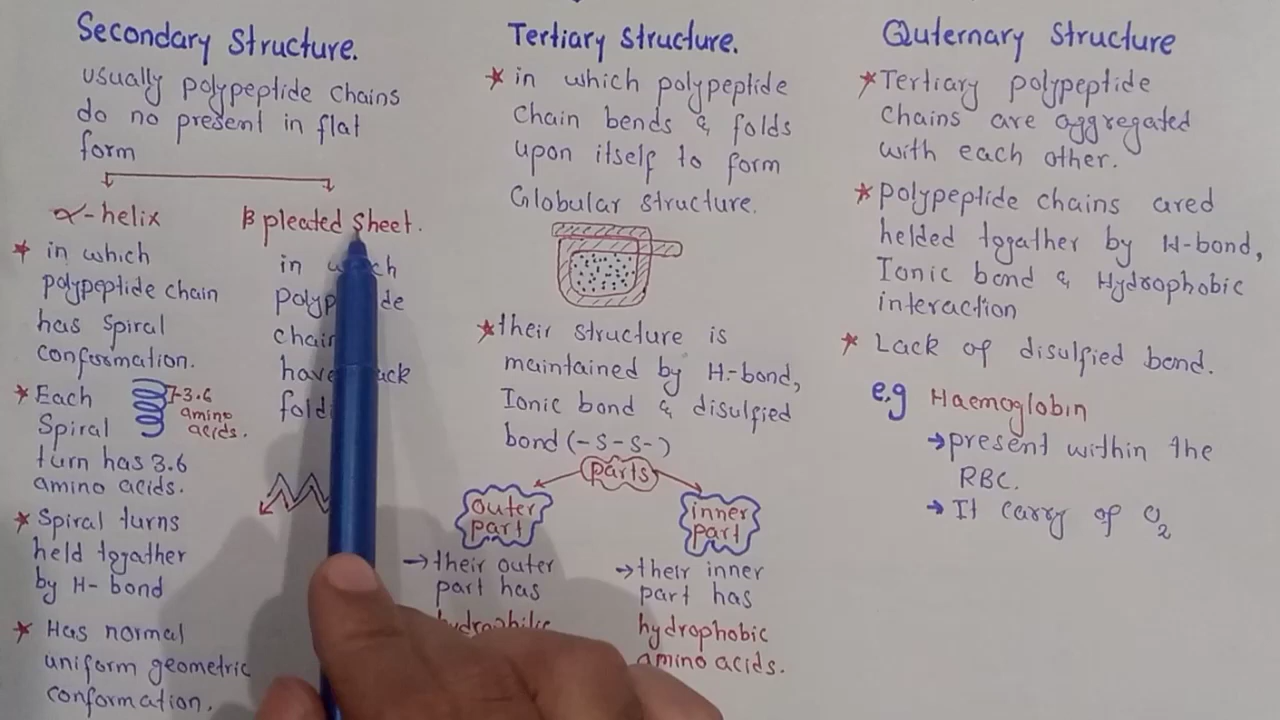 Secondary Structure.
usually polypeptide chains
do no present in flat
form
α-helix
β pleated Sheet.
* in which
polypeptide chain
has Spiral
conformation.
* Each
Spiral
turn has 3.6
amino acids.
3.6
amino
acids.
* Spiral turns
held togather
by H-bond
* Has normal
uniform geometric
conformation.
in
chain
have
Tertiary Structure.
* in which polypeptide
Chain bends & folds
upon itself to form
Globular structure.
* their structure is
maintained by H-bond,
Ionic bond & disulfied
bond (-S-S-)
parts
outer
part
→ their outer
part has
inner
part
→ their inner
part has
hydrophobic
amino acids.
Quternary Structure
* Tertiary polypeptide
chains are aggregated
with each other.
* polypeptide chains ared
helded togather by H-bond,
Ionic bond & Hydrophobic
interaction
* Lack of disulfied bond.
e.g Haemoglobin
→ present within the
RBC.
→ It carry of O2